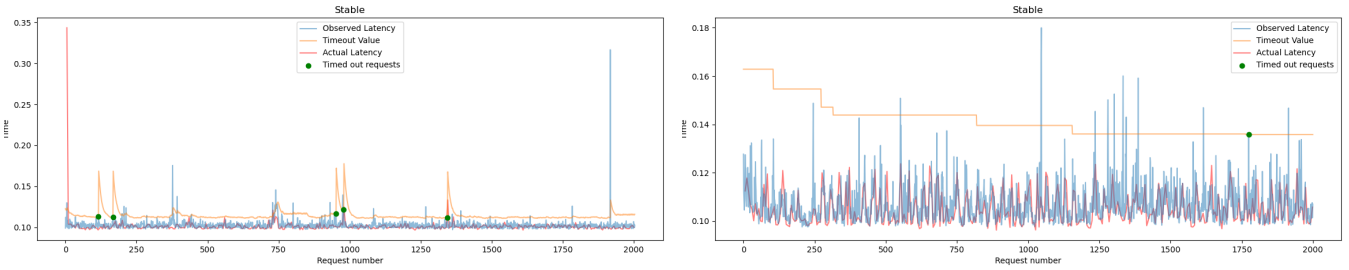 Stable
0.35
0.30
0.25
0.20
0.15
0.10
Time
0
250
500
750
1000
1250
1500
1750
2000
Request number
Observed Latency
Timeout Value
Actual Latency
Timed out requests
Stable
0.18
0.16
0.14
0.12
0.10
Time
0
250
500
750
1000
1250
1500
1750
2000
Request number
Observed Latency
Timeout Value
Actual Latency
Timed out requests